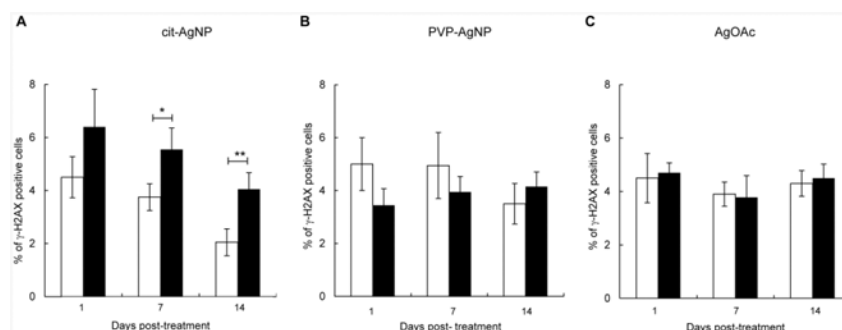 A
cit-AgNP
8
6
4
2
0
% of γ-H2AX positive cells
*
**
1
7
14
Days post-treatment
B
PVP-AgNP
8
6
4
2
0
% of γ-H2AX positive cells
1
7
14
Days post- treatment
C
AgOAc
8
6
4
2
0
% of γ-H2AX positive cells
1
7
14
Days post-treatment